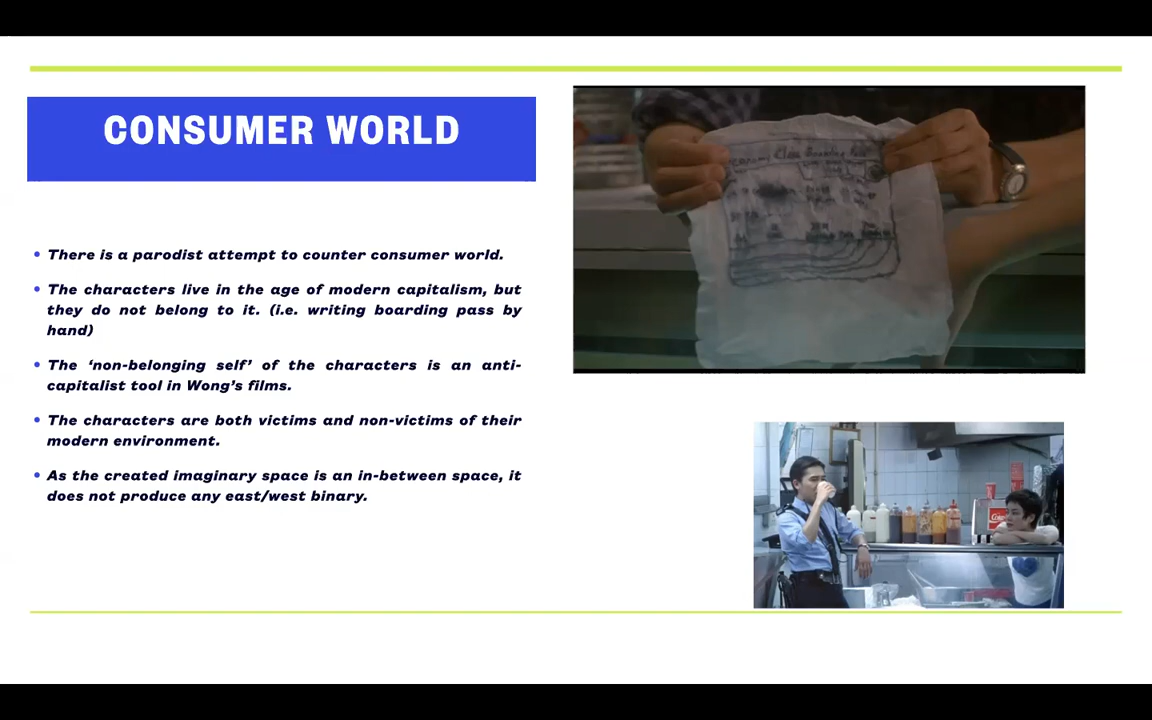 CONSUMER WORLD
• There is a parodist attempt to counter consumer world.
• The characters live in the age of modern capitalism, but
they do not belong to it. (i.e. writing boarding pass by
hand)
• The ‘non-belonging self’ of the characters is an anti-
capitalist tool in Wong’s films.
• The characters are both victims and non-victims of their
modern environment.
• As the created imaginary space is an in-between space, it
does not produce any east/west binary.
Boarding Pass
Coke